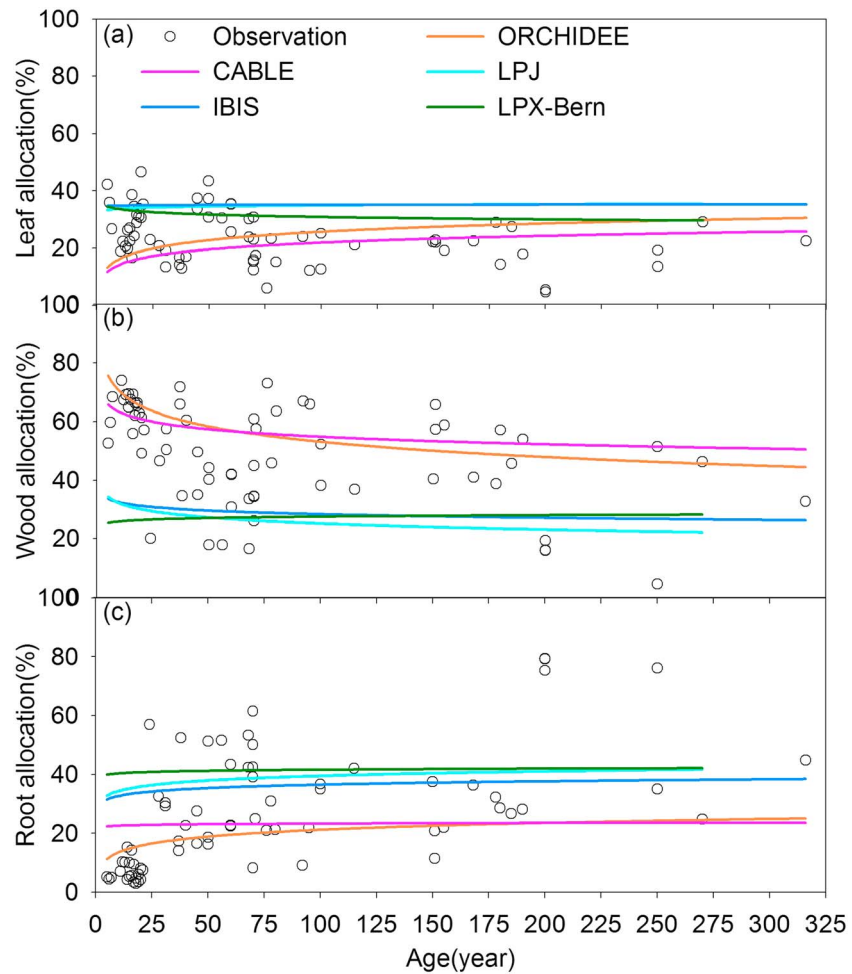 100
(a)
Observation
ORCHIDEE
CABLE
LPJ
IBIS
LPX-Bern
80
60
40
20
0
Leaf allocation(%)
100
(b)
80
60
40
20
0
Wood allocation(%)
100
(c)
80
60
40
20
0
Root allocation(%)
0 25 50 75 100 125 150 175 200 225 250 275 300 325
Age(year)